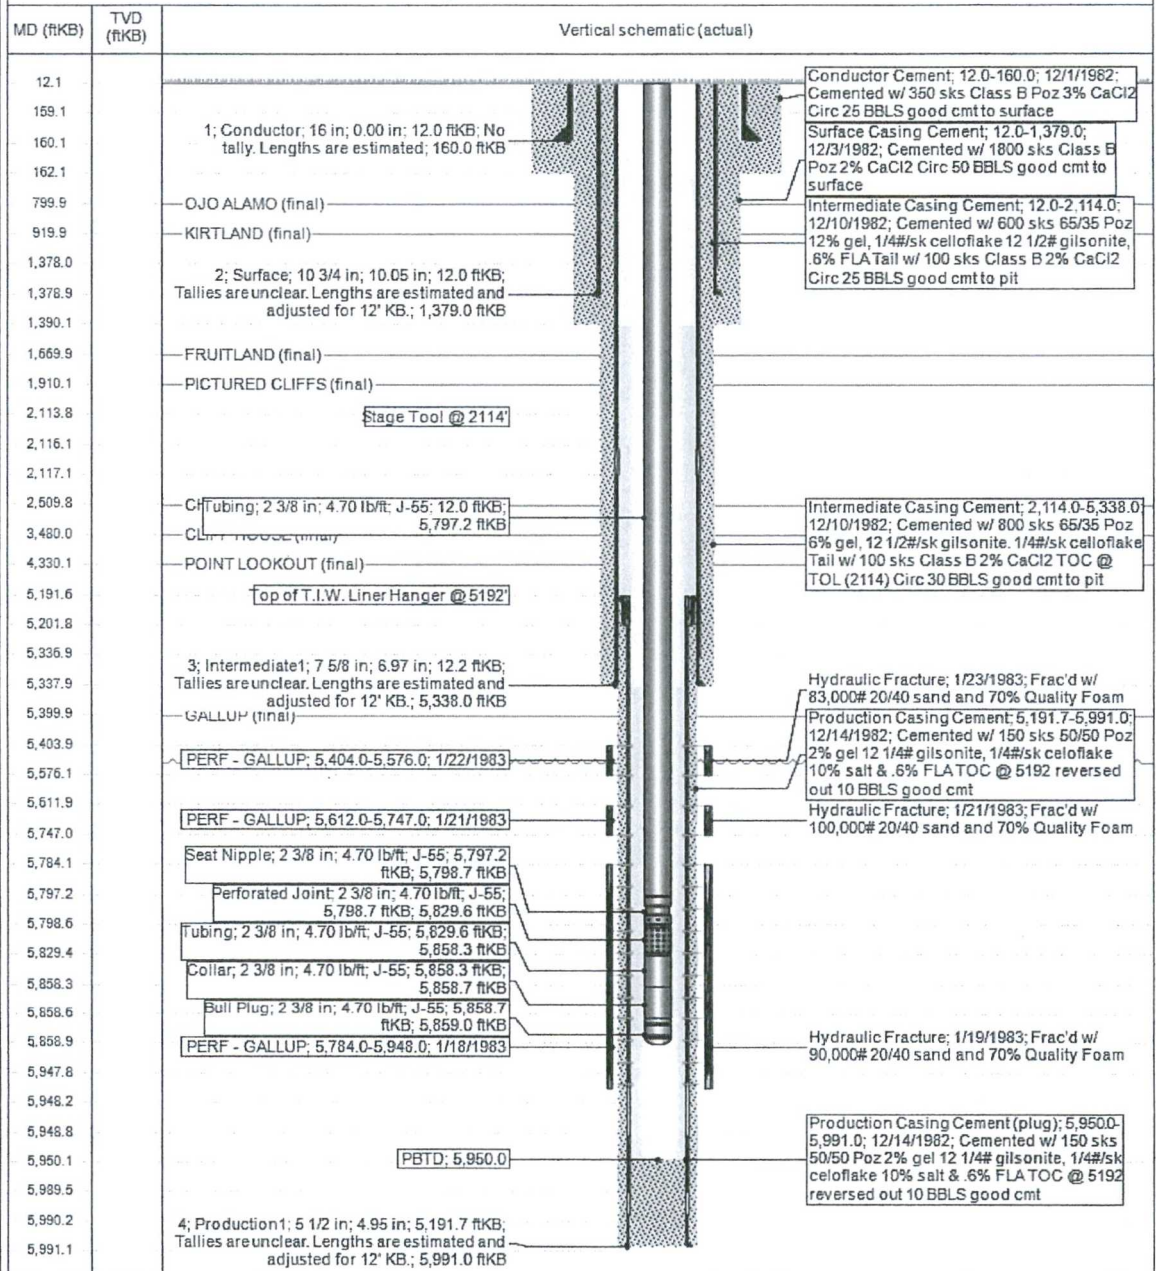 MD (ftKB)
TVD
(ftKB)
Vertical schematic (actual)
12.1
159.1
160.1
162.1
799.9
919.9
1,378.0
1,378.9
1,390.1
1,669.9
1,910.1
2,113.8
2,116.1
2,117.1
2,509.8
3,480.0
4,330.1
5,191.6
5,201.8
5,336.9
5,337.9
5,399.9
5,403.9
5,576.1
5,611.9
5,747.0
5,784.1
5,797.2
5,798.6
5,829.4
5,858.3
5,858.6
5,858.9
5,947.8
5,948.2
5,948.8
5,950.1
5,989.5
5,990.2
5,991.1
1; Conductor; 16 in; 0.00 in; 12.0 ftKB; No
tally. Lengths are estimated; 160.0 ftKB
OJO ALAMO (final)
KIRTLAND (final)
2; Surface; 10 3/4 in; 10.05 in; 12.0 ftKB;
Tallies are unclear. Lengths are estimated and
adjusted for 12' KB.; 1,379.0 ftKB
FRUITLAND (final)
PICTURED CLIFFS (final)
Stage Tool @ 2114'
Tubing; 2 3/8 in; 4.70 lb/ft; J-55; 12.0 ftKB;
5,797.2 ftKB
POINT LOOKOUT (final)
Top of T.I.W. Liner Hanger @ 5192'
3; Intermediate1; 7 5/8 in; 6.97 in; 12.2 ftKB;
Tallies are unclear. Lengths are estimated and
adjusted for 12' KB.; 5,338.0 ftKB
GALLUP (final)
PERF - GALLUP; 5,404.0-5,576.0; 1/22/1983
PERF - GALLUP; 5,612.0-5,747.0; 1/21/1983
Seat Nipple; 2 3/8 in; 4.70 lb/ft; J-55; 5,797.2
ftKB; 5,798.7 ftKB
Perforated Joint; 2 3/8 in; 4.70 lb/ft; J-55;
5,798.7 ftKB; 5,829.6 ftKB
Tubing; 2 3/8 in; 4.70 lb/ft; J-55; 5,829.6 ftKB;
5,858.3 ftKB
Collar; 2 3/8 in; 4.70 lb/ft; J-55; 5,858.3 ftKB;
5,858.7 ftKB
Bull Plug; 2 3/8 in; 4.70 lb/ft; J-55; 5,858.7
ftKB; 5,859.0 ftKB
PERF - GALLUP; 5,784.0-5,948.0; 1/18/1983
PBTD; 5,950.0
4; Production1; 5 1/2 in; 4.95 in; 5,191.7 ftKB;
Tallies are unclear. Lengths are estimated and
adjusted for 12' KB.; 5,991.0 ftKB
Conductor Cement; 12.0-160.0; 12/1/1982;
Cemented w/ 350 sks Class B Poz 3% CaCl2
Circ 25 BBLS good cmt to surface
Surface Casing Cement; 12.0-1,379.0;
12/3/1982; Cemented w/ 1800 sks Class B
Poz 2% CaCl2 Circ 50 BBLS good cmt to
surface
Intermediate Casing Cement; 12.0-2,114.0;
12/10/1982; Cemented w/ 600 sks 65/35 Poz
12% gel, 1/4#/sk celloflake 12 1/2# gilsonite,
.6% FLA Tail w/ 100 sks Class B 2% CaCl2
Circ 25 BBLS good cmt to pit
Intermediate Casing Cement; 2,114.0-5,338.0;
12/10/1982; Cemented w/ 800 sks 65/35 Poz
6% gel, 12 1/2#/sk gilsonite. 1/4#/sk celloflake
Tail w/ 100 sks Class B 2% CaCl2 TOC @
TOL (2114) Circ 30 BBLS good cmt to pit
Hydraulic Fracture; 1/23/1983; Frac'd w/
83,000# 20/40 sand and 70% Quality Foam
Production Casing Cement; 5,191.7-5,991.0;
12/14/1982; Cemented w/ 150 sks 50/50 Poz
2% gel 12 1/4# gilsonite, 1/4#/sk celoflake
10% salt & .6% FLA TOC @ 5192 reversed
out 10 BBLS good cmt
Hydraulic Fracture; 1/21/1983; Frac'd w/
100,000# 20/40 sand and 70% Quality Foam
Hydraulic Fracture; 1/19/1983; Frac'd w/
90,000# 20/40 sand and 70% Quality Foam
Production Casing Cement (plug); 5,950.0-
5,991.0; 12/14/1982; Cemented w/ 150 sks
50/50 Poz 2% gel 12 1/4# gilsonite, 1/4#/sk
celoflake 10% salt & .6% FLA TOC @ 5192
reversed out 10 BBLS good cmt